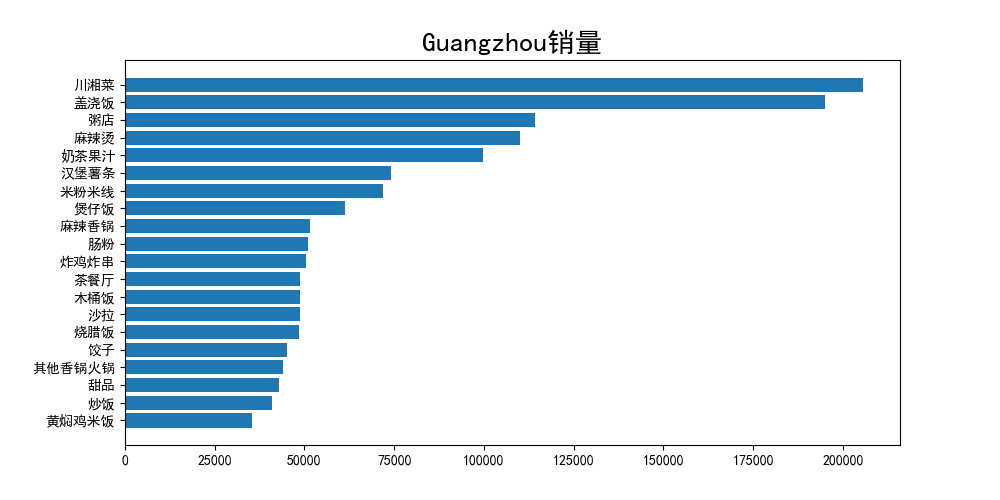 Guangzhou销量
川湘菜
盖浇饭
粥店
麻辣烫
奶茶果汁
汉堡薯条
米粉米线
煲仔饭
麻辣香锅
肠粉
炸鸡炸串
茶餐厅
木桶饭
沙拉
烧腊饭
饺子
其他香锅火锅
甜品
炒饭
黄焖鸡米饭
0 25000 50000 75000 100000 125000 150000 175000 200000